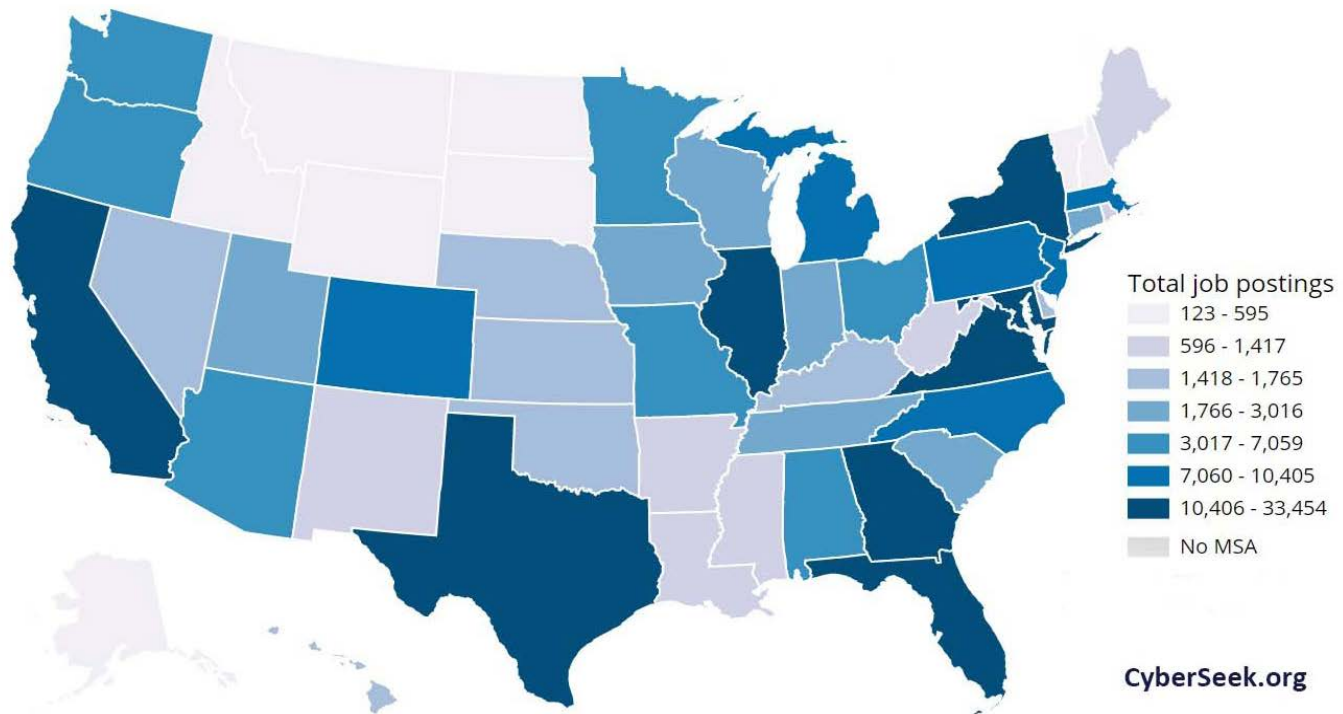 Total job postings
123 - 595
596 - 1,417
1,418 - 1,765
1,766 - 3,016
3,017 - 7,059
7,060 - 10,405
10,406 - 33,454
No MSA
CyberSeek.org